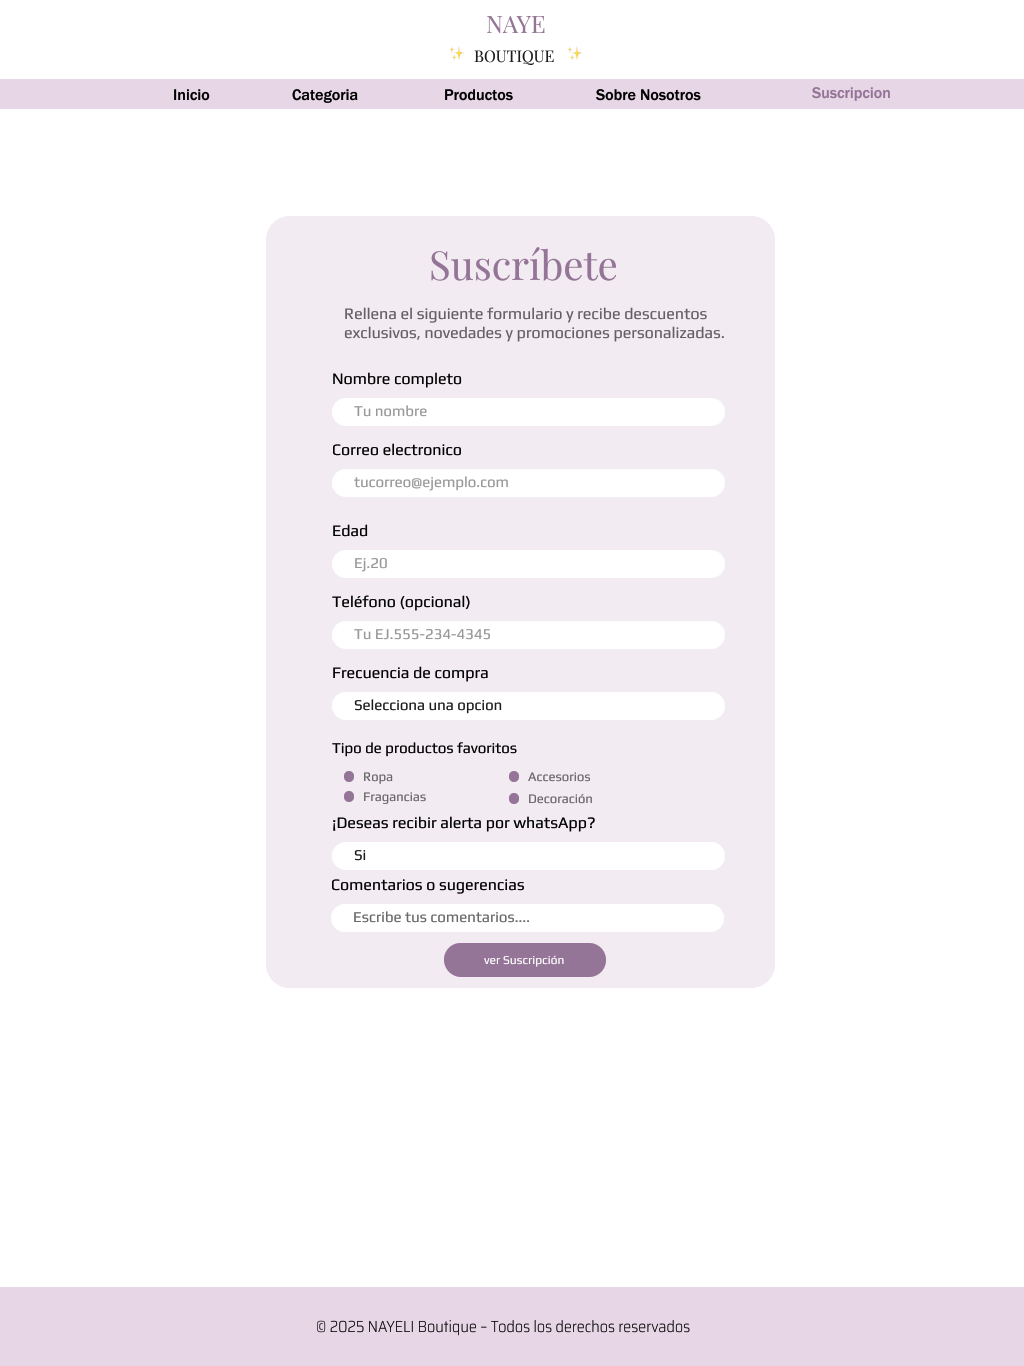 NAYE
✨ BOUTIQUE ✨
Inicio Categoria Productos Sobre Nosotros Suscripcion
Suscríbete
Rellena el siguiente formulario y recibe descuentos
exclusivos, novedades y promociones personalizadas.
Nombre completo
Tu nombre
Correo electronico
tucorreo@ejemplo.com
Edad
Ej.20
Teléfono (opcional)
Tu EJ.555-234-4345
Frecuencia de compra
Selecciona una opcion
Tipo de productos favoritos
Ropa Accesorios
Fragancias Decoración
¡Deseas recibir alerta por whatsApp?
Si
Comentarios o sugerencias
Escribe tus comentarios....
ver Suscripción
© 2025 NAYELI Boutique – Todos los derechos reservados